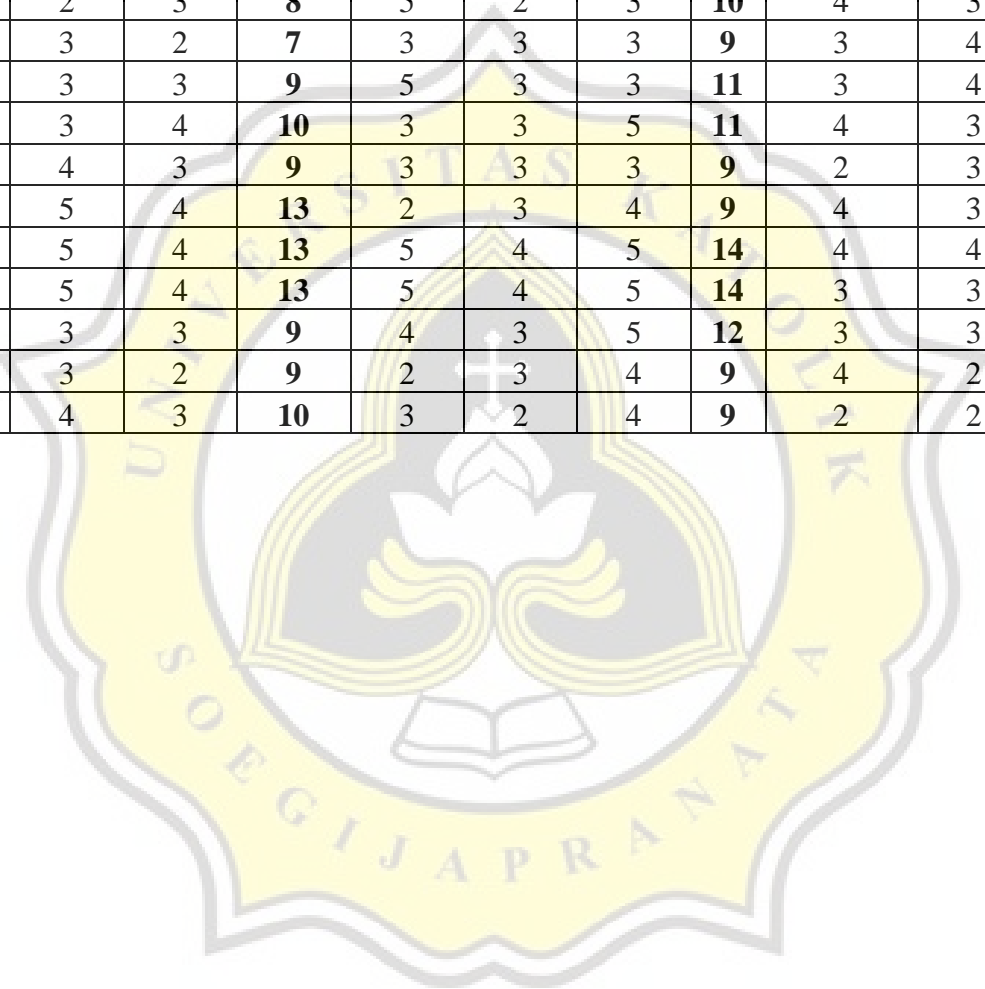 2 3 8 5 2 3 10 4 3
3 2 7 3 3 3 9 3 4
3 3 9 5 3 3 11 3 4
3 4 10 3 3 5 11 4 3
4 3 9 3 3 3 9 2 3
5 4 13 2 3 4 9 4 3
5 4 13 5 4 5 14 4 4
5 4 13 5 4 5 14 3 3
3 3 9 4 3 5 12 3 3
3 2 9 2 3 4 9 4 2
4 3 10 3 2 4 9 2 2
UNIVERSITAS KATOLIK
SOEGIJAPRANATA